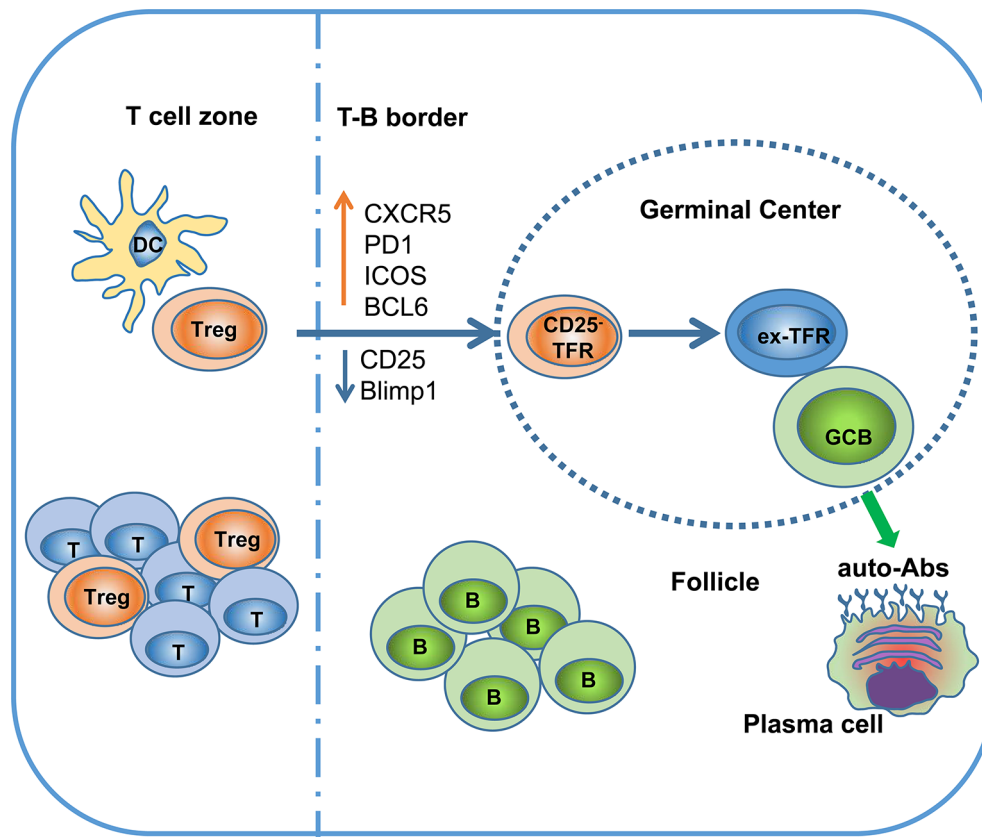 T cell zone
T-B border
DC
Treg
CXCR5
PD1
ICOS
BCL6
CD25
Blimp1
Germinal Center
CD25-
TFR
ex-TFR
GCB
T
T
Treg
Treg
T
T
T
B
B
B
B
B
Follicle
auto-Abs
Plasma cell